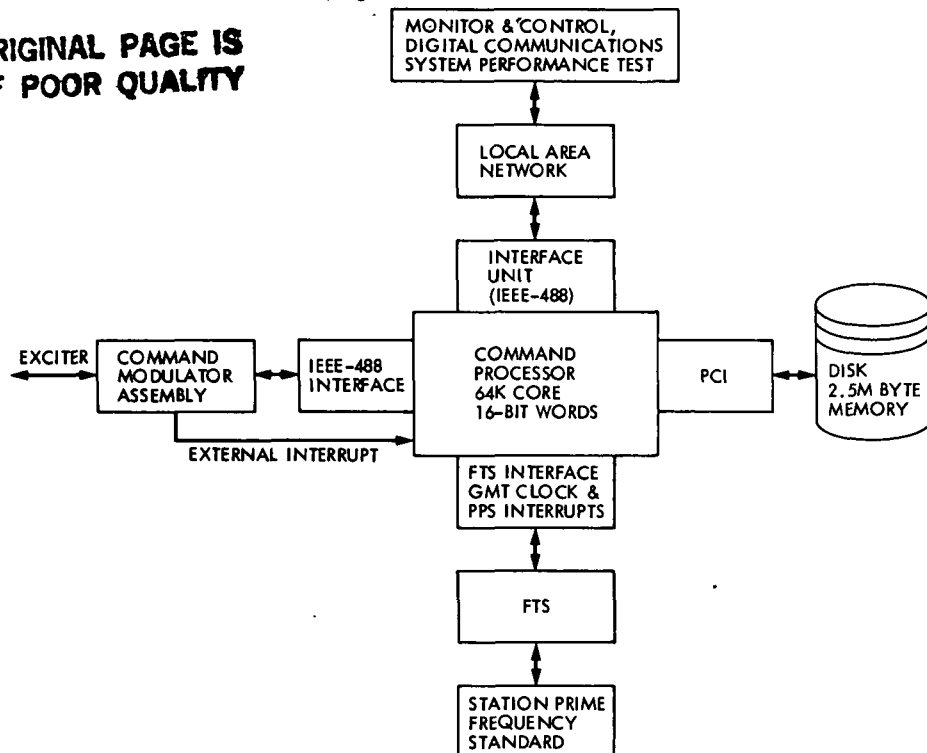 RIGINAL PAGE IS
F POOR QUALITY
MONITOR & CONTROL,
DIGITAL COMMUNICATIONS
SYSTEM PERFORMANCE TEST
LOCAL AREA
NETWORK
INTERFACE
UNIT
(IEEE-488)
EXCITER
COMMAND
MODULATOR
ASSEMBLY
IEEE-488
INTERFACE
COMMAND
PROCESSOR
64K CORE
16-BIT WORDS
PCI
DISK
2.5M BYTE
MEMORY
EXTERNAL INTERRUPT
FTS INTERFACE
GMT CLOCK &
PPS INTERRUPTS
FTS
STATION PRIME
FREQUENCY
STANDARD